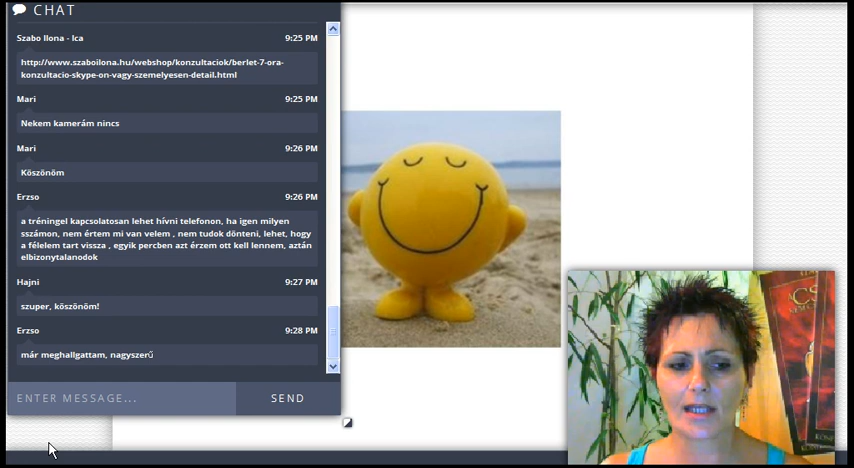 CHAT
Szabo Ilona - Ica 9:25 PM
http://www.szaboilona.hu/webshop/konzultaciok/berlet-7-ora-
konzultacio-skype-on-vagy-szemelyesen-detail.html
Mari 9:25 PM
Nekem kamerám nincs
Mari 9:26 PM
Köszönöm
Erzso 9:26 PM
a tréningel kapcsolatosan lehet hívni telefonon, ha igen milyen
sszámon, nem értem mi van velem , nem tudok dönteni, lehet, hogy
a félelem tart vissza , egyik percben azt érzem ott kell lennem, aztán
elbizonytalanodok
Hajni 9:27 PM
szuper, köszönöm!
Erzso 9:28 PM
már meghallgattam, nagyszerű
ENTER MESSAGE... SEND